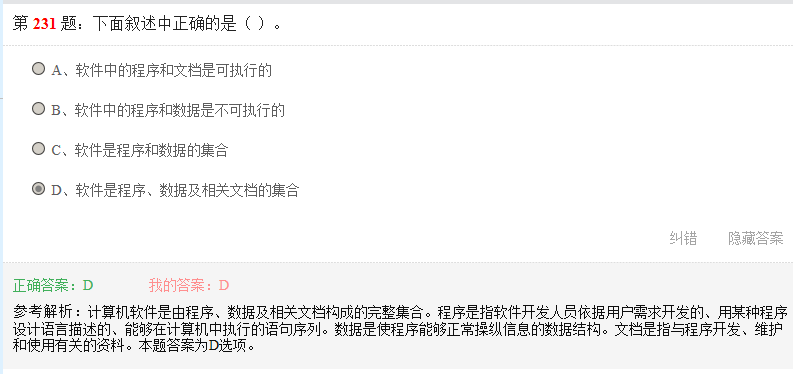 第 231 题：下面叙述中正确的是（ ）。
A、软件中的程序和文档是可执行的
B、软件中的程序和数据是不可执行的
C、软件是程序和数据的集合
D、软件是程序、数据及相关文档的集合
纠错 隐藏答案
正确答案：D 我的答案：D
参考解析：计算机软件是由程序、数据及相关文档构成的完整集合。程序是指软件开发人员依据用户需求开发的、用某种程序
设计语言描述的、能够在计算机中执行的语句序列。数据是使程序能够正常操纵信息的数据结构。文档是指与程序开发、维护
和使用有关的资料。本题答案为D选项。